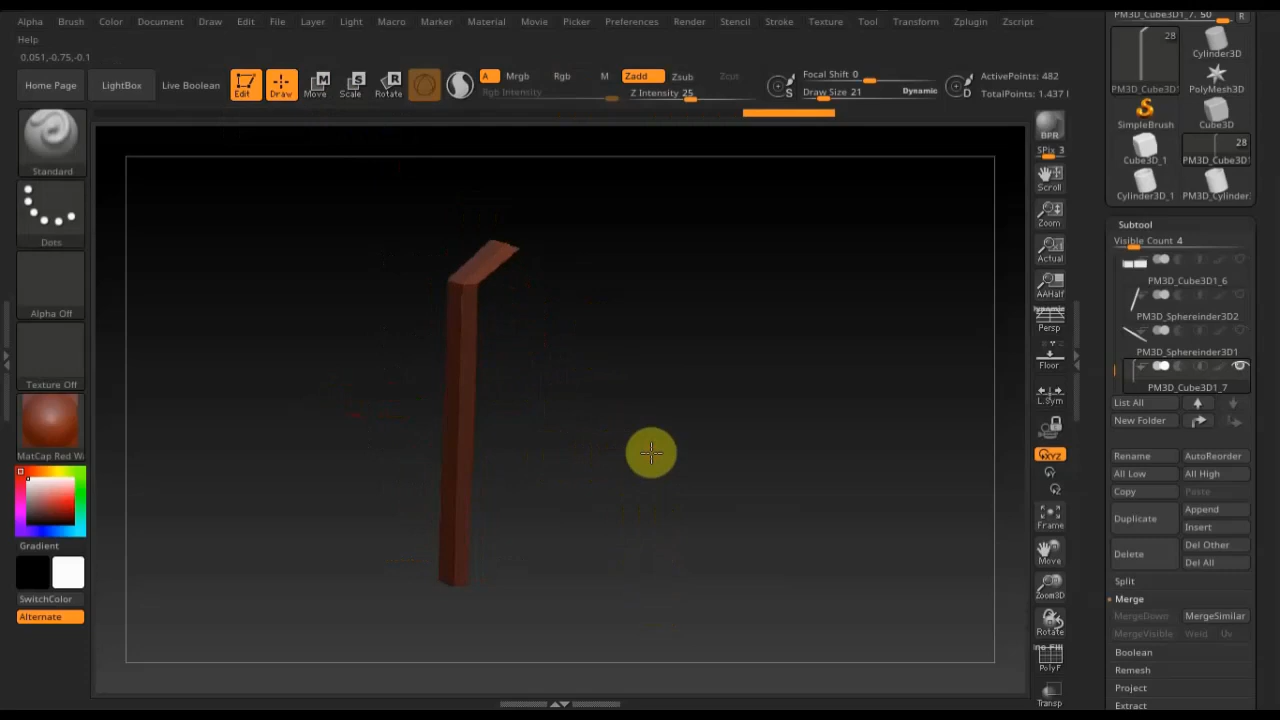 Alpha Brush Color Document Draw Edit File Layer Light Macro Marker Material Movie Picker Preferences Render Stencil Stroke Texture Tool Transform Zplugin Zscript
Help
0.051,-0.75,-0.1
Home Page
LightBox
Live Boolean
Edit
Draw
Move
Scale
Rotate
A
Mrgb
Rgb
M
Rgb Intensity
Zadd
Zsub
Zcut
Z Intensity 25
S
Focal Shift 0
Draw Size 21
Dynamic
D
ActivePoints: 482
TotalPoints: 1.437
Standard
Dots
Alpha Off
Texture Off
MatCap Red Wa
Gradient
SwitchColor
Alternate
BPR
SPix 3
Scroll
Zoom
Actual
AAHalf
Persp
Floor
L.Sym
XYZ
Frame
Move
Zoom3D
Rotate
PolyF
Transp
PM3D_Cube3D1_7. 50
R
28
PM3D_Cube3D
Cylinder3D
PolyMesh3D
SimpleBrush
Cube3D
28
Cube3D_1
PM3D_Cube3D1
Cylinder3D_1
PM3D_Cylinder
Subtool
Visible Count 4
PM3D_Cube3D1_6
PM3D_Sphereinder3D2
PM3D_Sphereinder3D1
PM3D_Cube3D1_7
List All
New Folder
Rename
AutoReorder
All Low
All High
Copy
Paste
Duplicate
Append
Insert
Delete
Del Other
Del All
Split
Merge
MergeDown
MergeSimilar
MergeVisible
Weld
Uv
Boolean
Remesh
Project
Extract